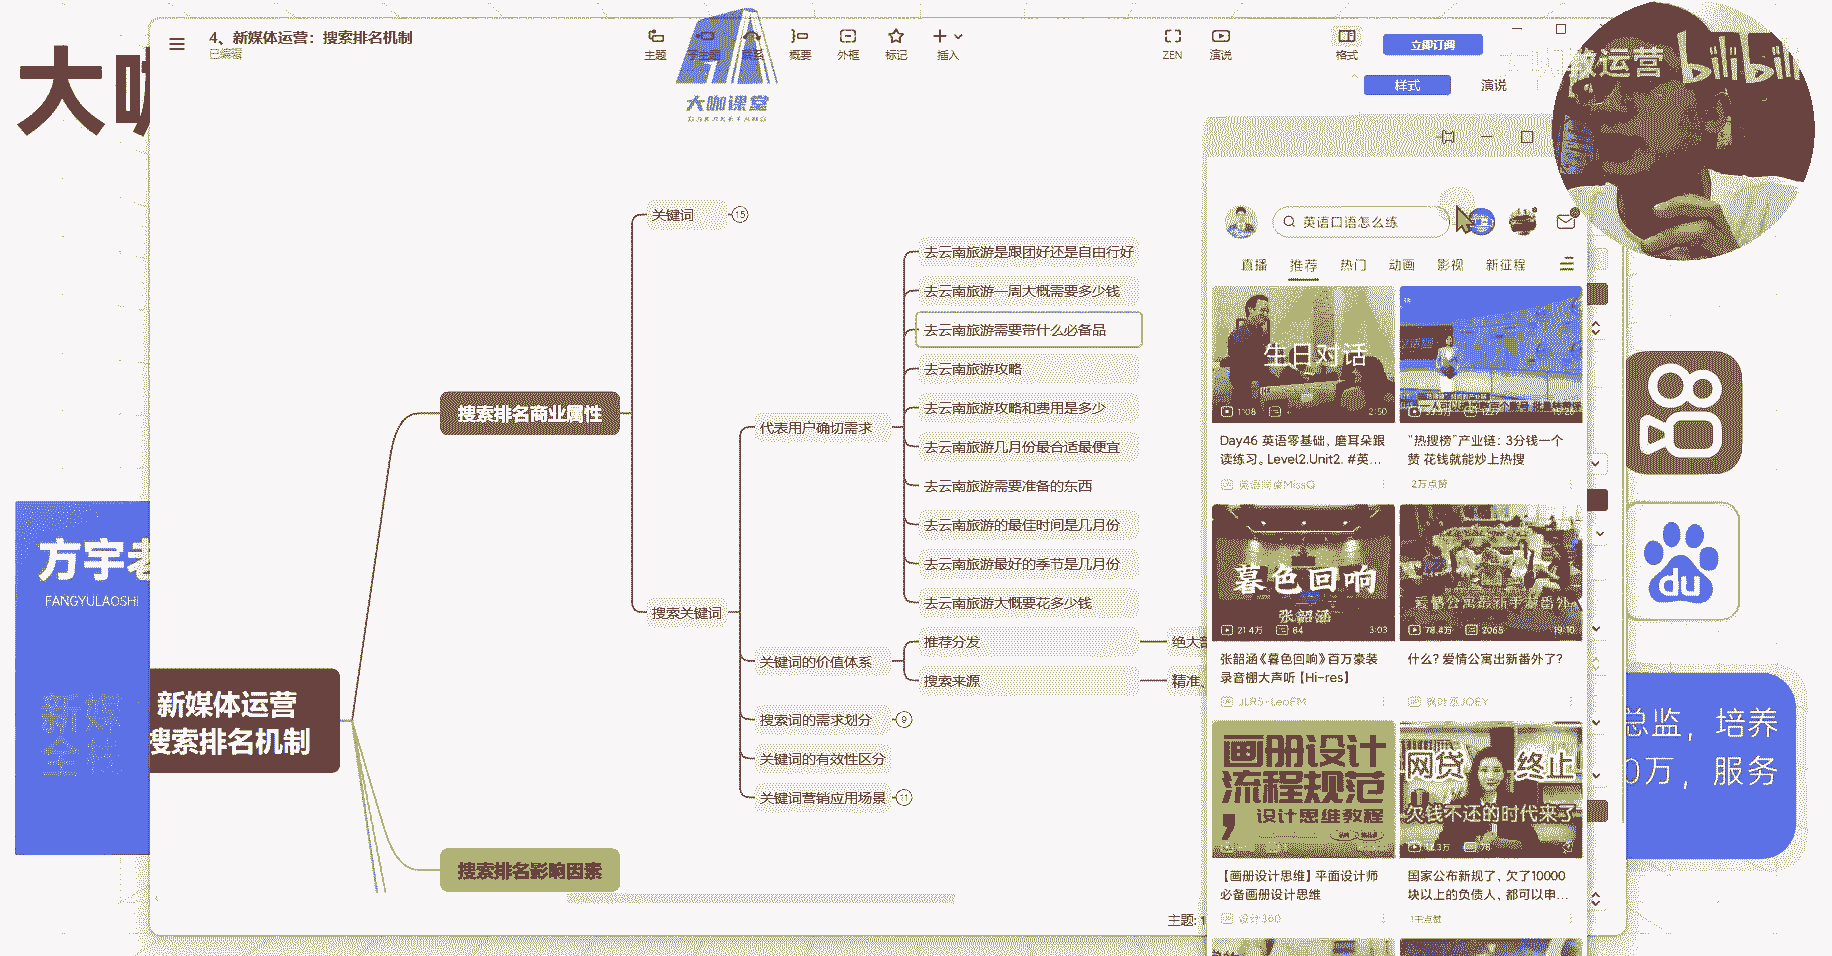 4、新媒体运营：搜索排名机制
已编辑
主题
子主题
联系
概要
外框
标记
插入
ZEN
演说
格式
立即订阅
样式
演说
大咖课堂
教运营 bilibili
大咖
关键词
15
去云南旅游是跟团好还是自由行好
去云南旅游一周大概需要多少钱
去云南旅游需要带什么必备品
去云南旅游攻略
去云南旅游攻略和费用是多少
去云南旅游几月份最合适最便宜
去云南旅游需要准备的东西
去云南旅游的最佳时间是几月份
去云南旅游最好的季节是几月份
去云南旅游大概要花多少钱
搜索排名商业属性
代表用户确切需求
搜索关键词
推荐分发
绝大部
关键词的价值体系
搜索来源
精准、
搜索词的需求划分
9
关键词的有效性区分
关键词营销应用场景
11
新媒体运营
搜索排名机制
搜索排名影响因素
主题: 1
方宇老
FANGYULAOSHI
新媒
全栈
英语口语怎么练
直播
推荐
热门
动画
影视
新征程
生日对话
1108
2:50
Day46 英语零基础，磨耳朵跟
读练习。Level2.Unit2. #英...
“热搜榜”产业链：3分钱一个
赞 花钱就能炒上热搜
2万点赞
暮色回响
张韶涵
21.4万
64
3:03
爱情公寓最新手游番外
78.4万
2065
19:10
张韶涵《暮色回响》百万豪装
录音棚大声听【Hi-res】
JLRS-LeoFM
什么？爱情公寓出新番外了？
枫叶丞JOEY
画册设计
流程规范
设计思维教程
网贷 终止
欠钱不还的时代来了
【画册设计思维】平面设计师
必备画册设计思维
设计360
国家公布新规了，欠了10000
块以上的负债人，都可以申...
1千点赞
du
总监，培养
0万，服务